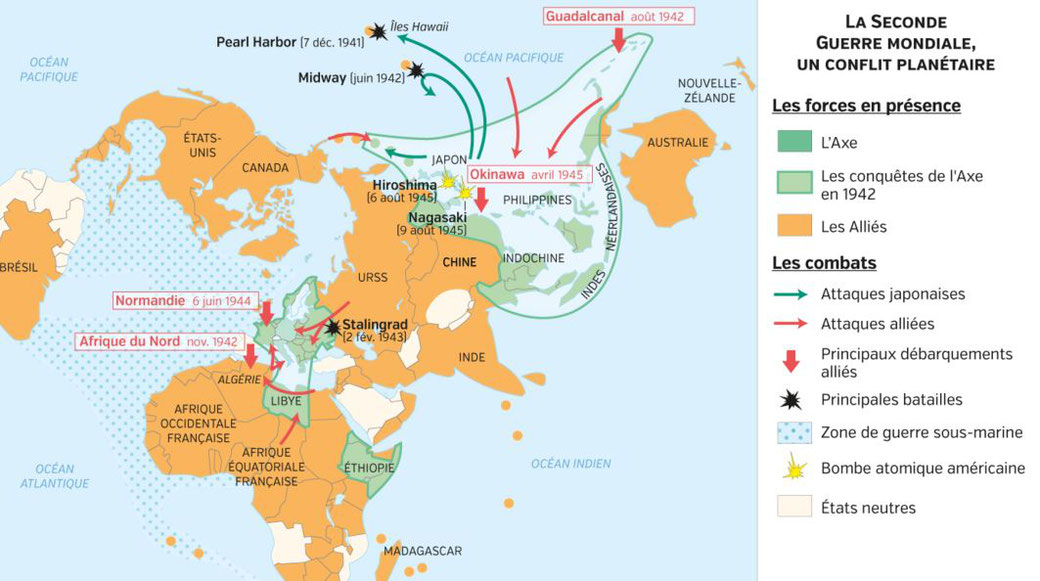 Guadalcanal août 1942
Îles Hawaii
Pearl Harbor (7 déc. 1941)
OCÉAN
PACIFIQUE
OCÉAN PACIFIQUE
Midway (juin 1942)
NOUVELLE-
ZÉLANDE
ÉTATS-
UNIS
CANADA
AUSTRALIE
JAPON
Okinawa avril 1945
Hiroshima
(6 août 1945)
PHILIPPINES
Nagasaki
(9 août 1945)
INDES NÉERLANDAISES
BRÉSIL
CHINE
INDOCHINE
URSS
Normandie 6 juin 1944
Stalingrad
(2 fév. 1943)
Afrique du Nord nov. 1942
INDE
ALGÉRIE
LIBYE
AFRIQUE
OCCIDENTALE
FRANÇAISE
AFRIQUE
ÉQUATORIALE
FRANÇAISE
ÉTHIOPIE
OCÉAN
ATLANTIQUE
OCÉAN INDIEN
MADAGASCAR
LA SECONDE
GUERRE MONDIALE,
UN CONFLIT PLANÉTAIRE
Les forces en présence
L'Axe
Les conquêtes de l'Axe
en 1942
Les Alliés
Les combats
Attaques japonaises
Attaques alliées
Principaux débarquements
alliés
Principales batailles
Zone de guerre sous-marine
Bombe atomique américaine
États neutres